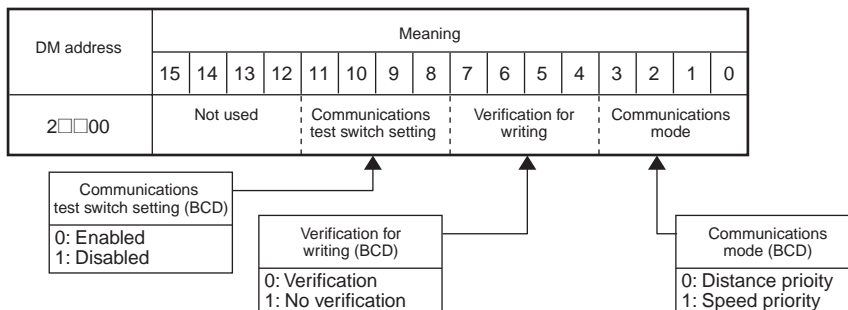 DM address
Meaning
15 14 13 12 11 10 9 8 7 6 5 4 3 2 1 0
2□□00
Not used
Communications
test switch setting
Verification for
writing
Communications
mode
Communications
test switch setting (BCD)
0: Enabled
1: Disabled
Verification for
writing (BCD)
0: Verification
1: No verification
Communications
mode (BCD)
0: Distance prioity
1: Speed priority